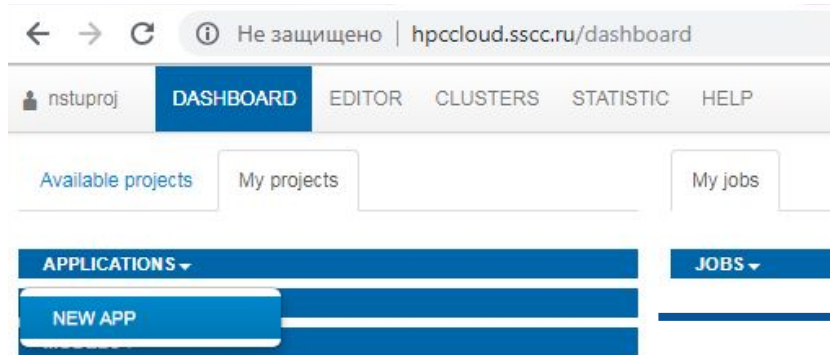 Не защищено | hpccloud.sscc.ru/dashboard
nstuproj DASHBOARD EDITOR CLUSTERS STATISTIC HELP
Available projects My projects My jobs
APPLICATIONS JOBS
NEW APP